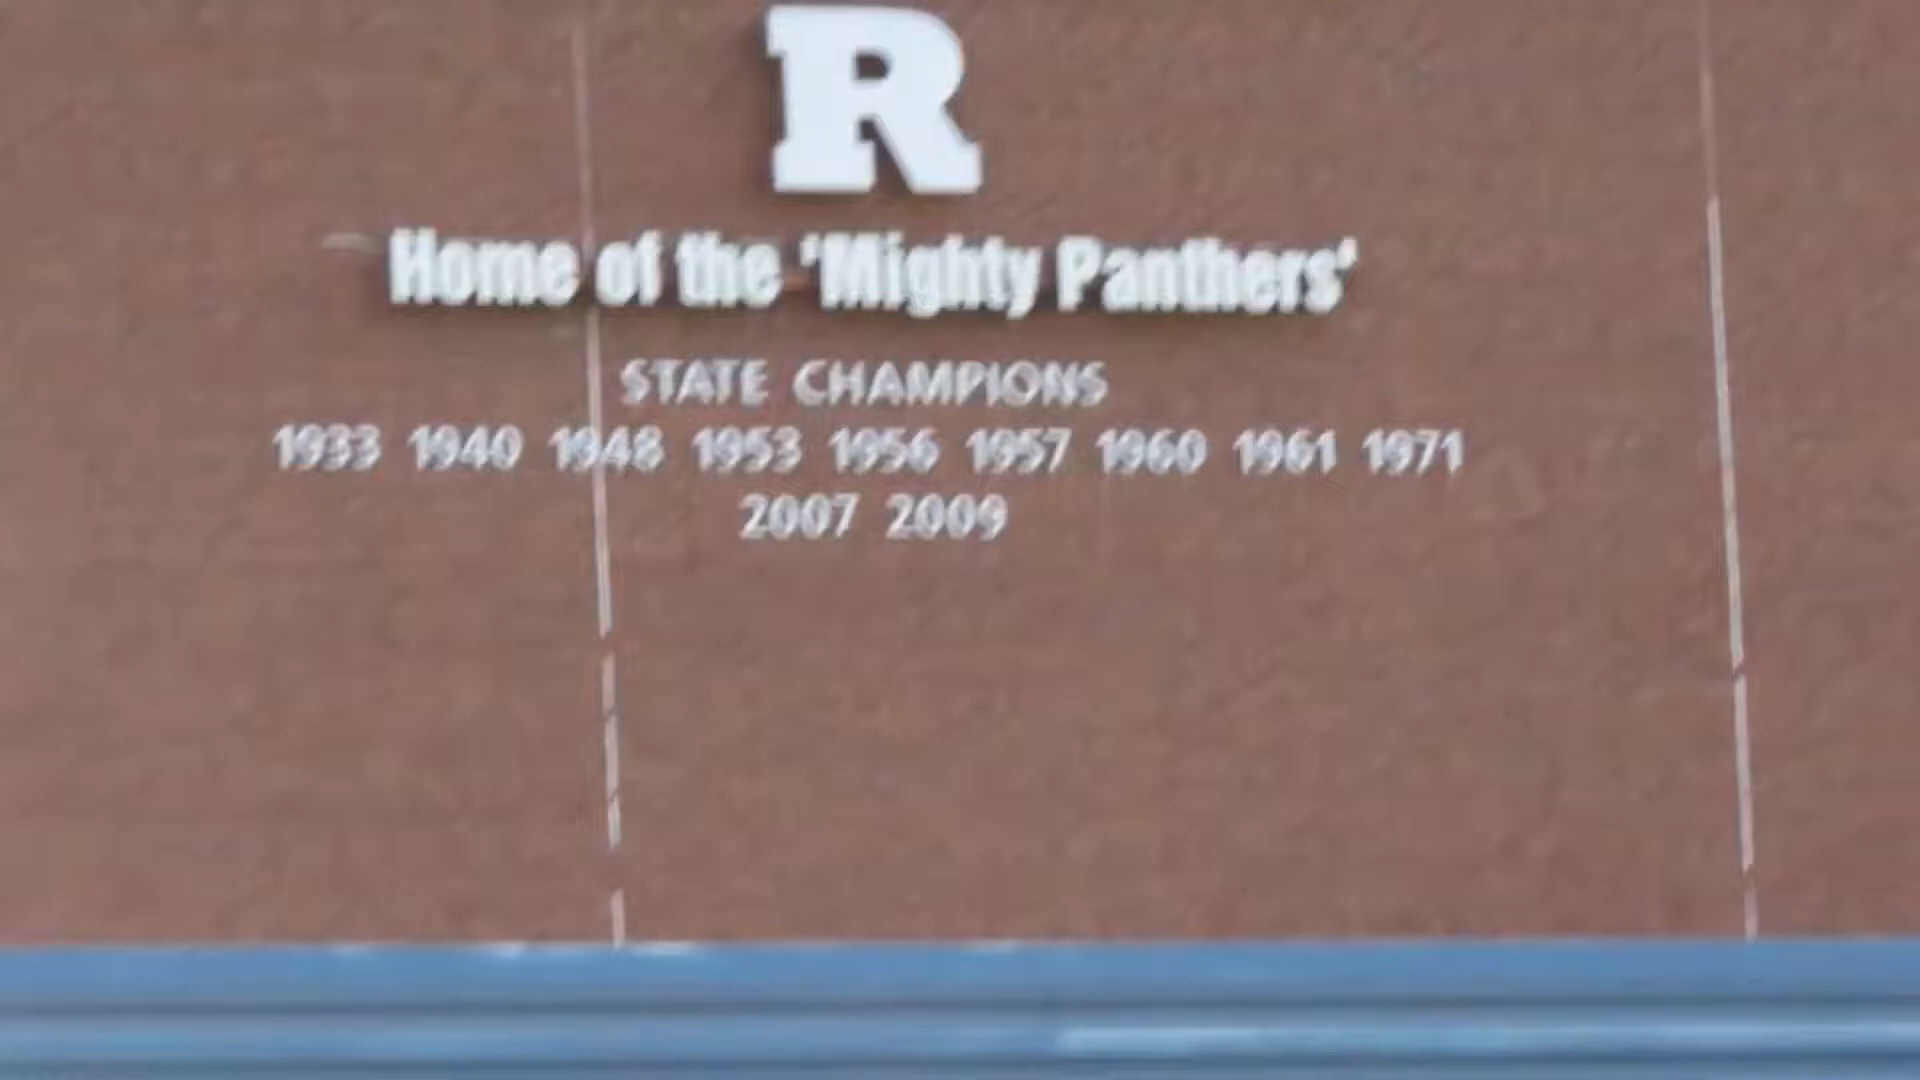 R
Home of the 'Mighty Panthers'
STATE CHAMPIONS
1933 1940 1948 1953 1956 1957 1960 1961 1971
2007 2009